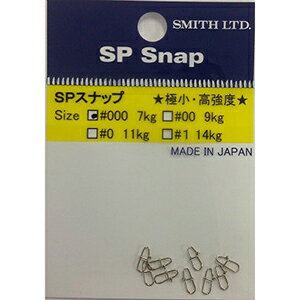 SMITH LTD.
SP Snap
SPスナップ ★極小・高強度★
Size #000 7kg #00 9kg
#0 11kg #1 14kg
MADE IN JAPAN